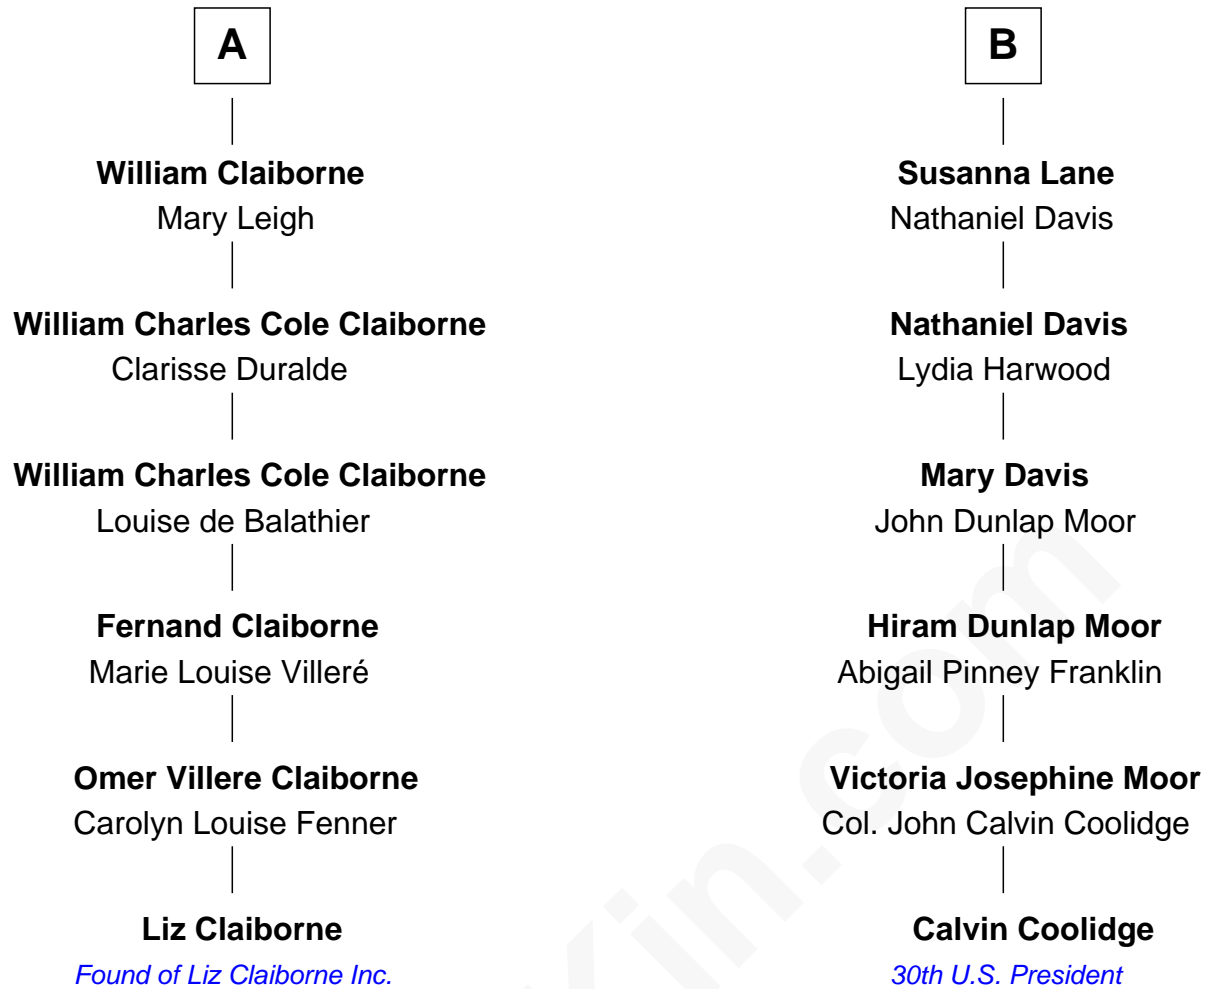 A
William Claiborne
Mary Leigh
William Charles Cole Claiborne
Clarisse Duralde
William Charles Cole Claiborne
Louise de Balathier
Fernand Claiborne
Marie Louise Villeré
Omer Villere Claiborne
Carolyn Louise Fenner
Liz Claiborne
Found of Liz Claiborne Inc.
B
Susanna Lane
Nathaniel Davis
Nathaniel Davis
Lydia Harwood
Mary Davis
John Dunlap Moor
Hiram Dunlap Moor
Abigail Pinney Franklin
Victoria Josephine Moor
Col. John Calvin Coolidge
Calvin Coolidge
30th U.S. President
Kin.com